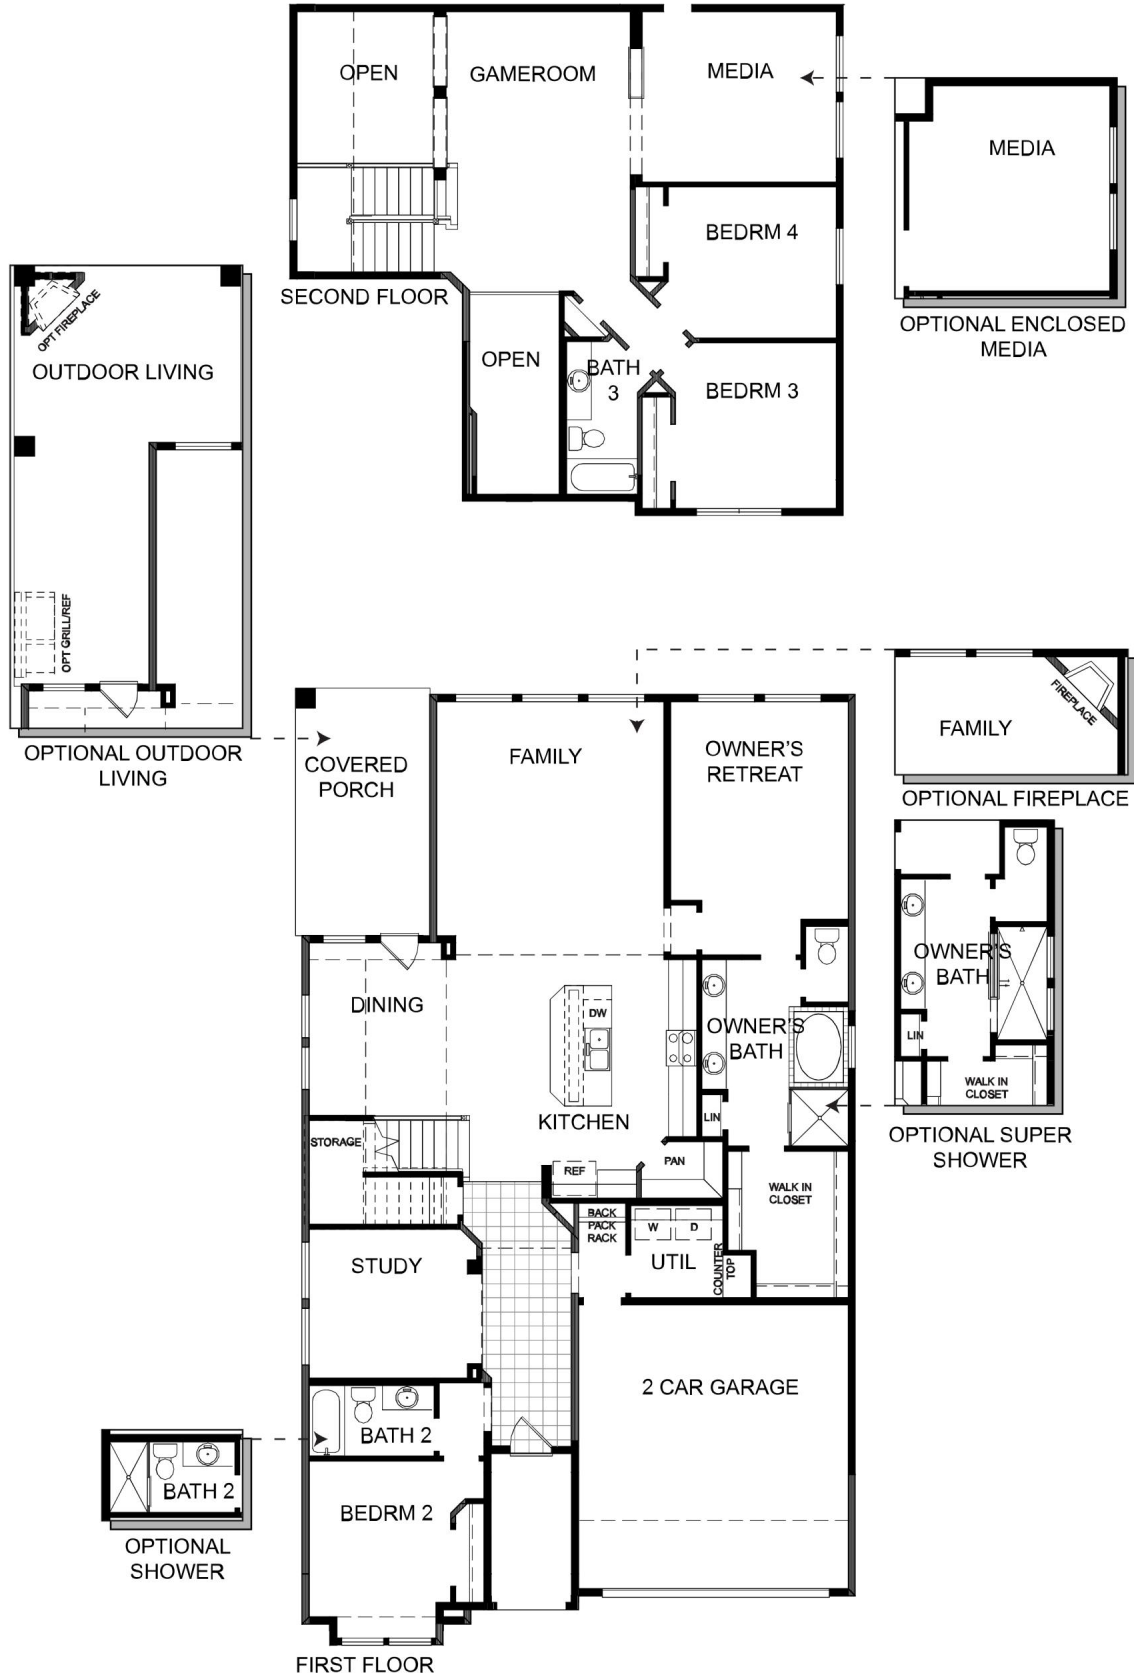 OPEN
GAMEROOM
MEDIA
MEDIA
BEDRM 4
SECOND FLOOR
OPTIONAL ENCLOSED
MEDIA
OPT FIREPLACE
OUTDOOR LIVING
OPEN
BATH
3
BEDRM 3
OPT GRILL/REF
OPTIONAL OUTDOOR
LIVING
COVERED
PORCH
FAMILY
OWNER'S
RETREAT
FIREPLACE
FAMILY
OPTIONAL FIREPLACE
OWNER'S
BATH
LIN
WALK IN
CLOSET
OPTIONAL SUPER
SHOWER
DINING
DW
OWNER'S
BATH
KITCHEN
LIN
STORAGE
REF
PAN
WALK IN
CLOSET
BACK
PACK
RACK
W
D
UTIL
COUNTER
TOP
STUDY
2 CAR GARAGE
BATH 2
BATH 2
OPTIONAL
SHOWER
BEDRM 2
FIRST FLOOR